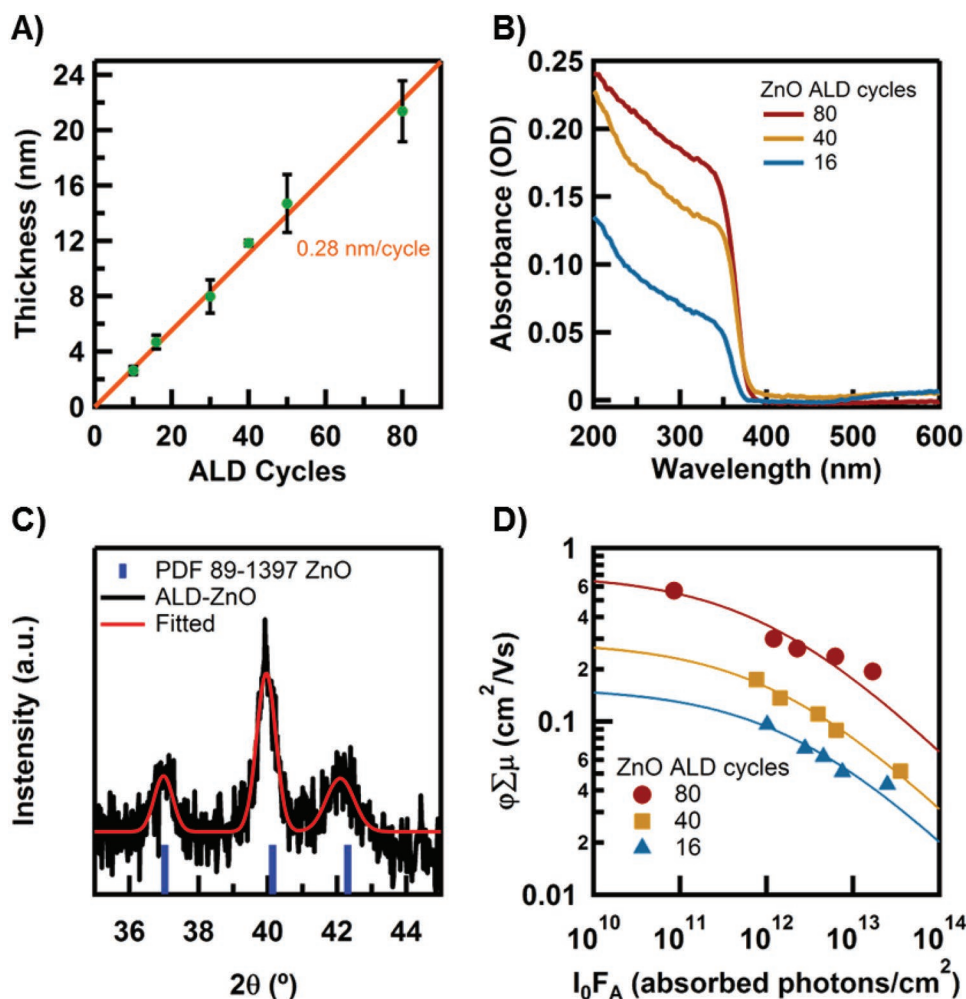 A)
24
20
16
12
8
4
0
Thickness (nm)
0.28 nm/cycle
0 20 40 60 80
ALD Cycles
B)
0.25
0.20
0.15
0.10
0.05
0
Absorbance (OD)
ZnO ALD cycles
80
40
16
200 300 400 500 600
Wavelength (nm)
C)
PDF 89-1397 ZnO
ALD-ZnO
Fitted
Instensity (a.u.)
36 38 40 42 44
2θ (º)
D)
1
6
4
2
0.1
6
4
2
0.01
φΣμ (cm²/Vs)
ZnO ALD cycles
80
40
16
10¹⁰ 10¹¹ 10¹² 10¹³ 10¹⁴
I₀F_A (absorbed photons/cm²)